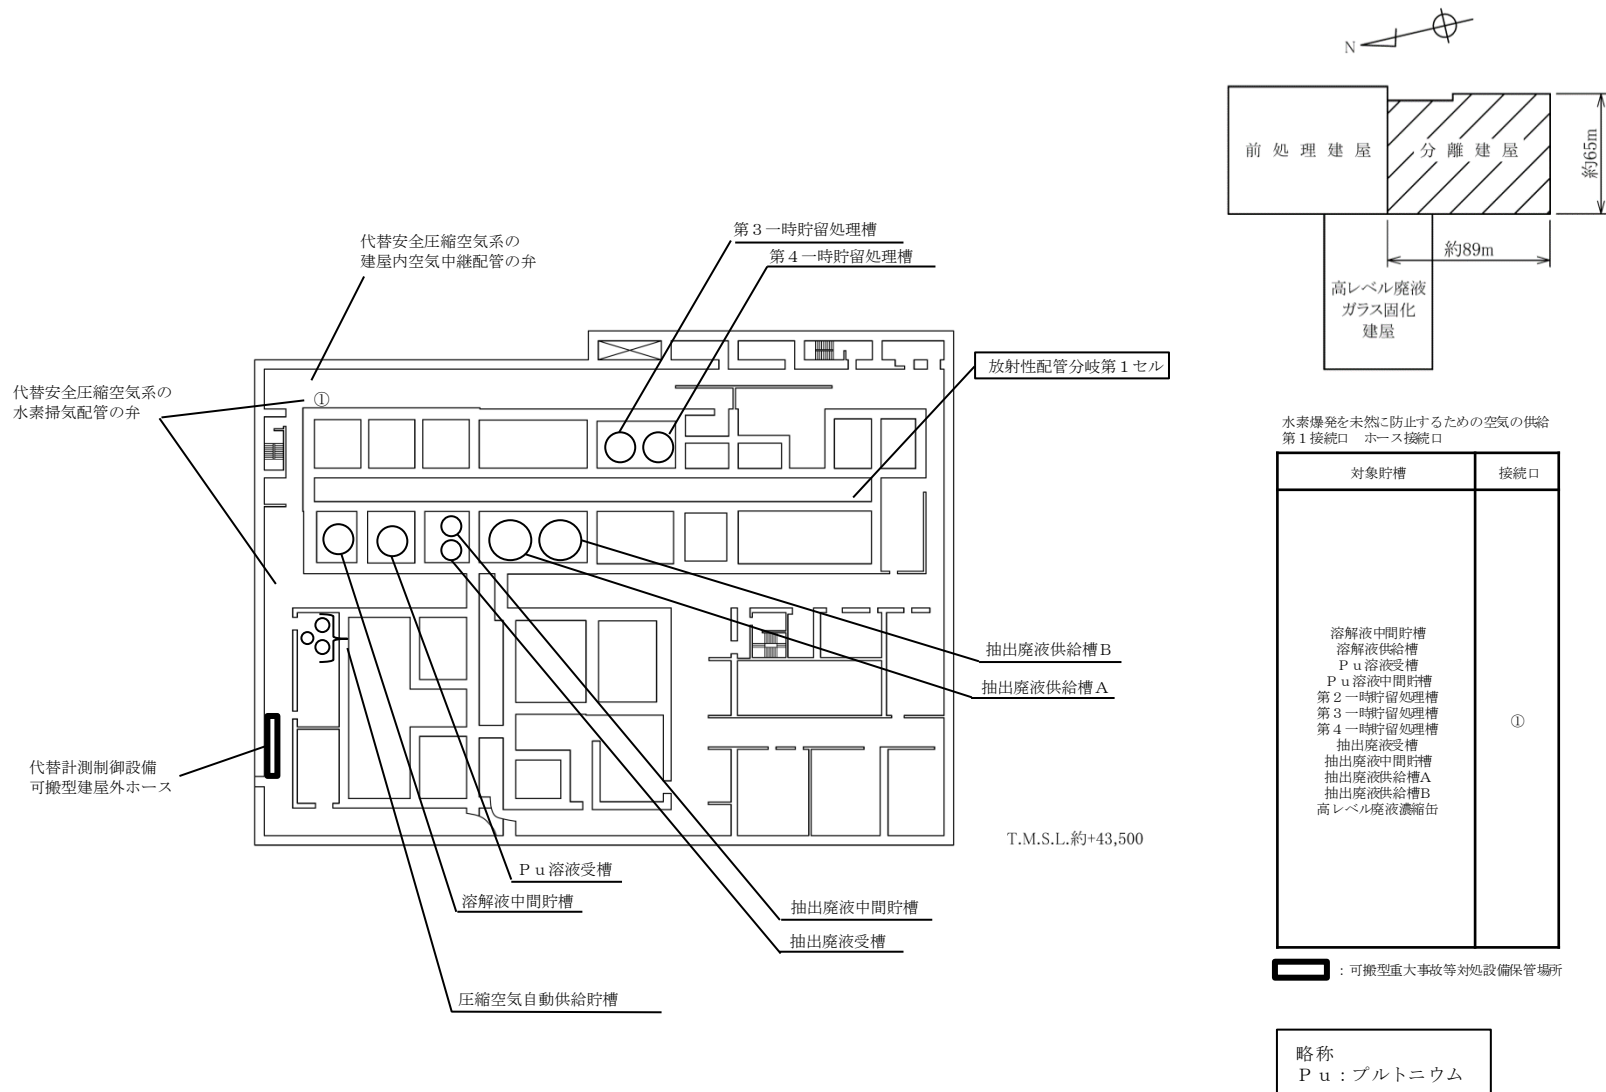 N
前処理建屋
分離建屋
約65m
約89m
高レベル廃液
ガラス固化
建屋
第3一時貯留処理槽
第4一時貯留処理槽
代替安全圧縮空気系の
建屋内空気中継配管の弁
放射性配管分岐第1セル
代替安全圧縮空気系の
水素掃気配管の弁
①
抽出廃液供給槽B
抽出廃液供給槽A
代替計測制御設備
可搬型建屋外ホース
T.M.S.L.約+43,500
Pu溶液受槽
溶解液中間貯槽
抽出廃液中間貯槽
抽出廃液受槽
圧縮空気自動供給貯槽
水素爆発を未然に防止するための空気の供給
第1接続口 ホース接続口
対象貯槽 接続口
溶解液中間貯槽
溶解液供給槽
Pu溶液受槽
Pu溶液中間貯槽
第2一時貯留処理槽
第3一時貯留処理槽
第4一時貯留処理槽
①
抽出廃液受槽
抽出廃液中間貯槽
抽出廃液供給槽A
抽出廃液供給槽B
高レベル廃液濃縮缶
：可搬型重大事故等対処設備保管場所
略称
Pu：プルトニウム